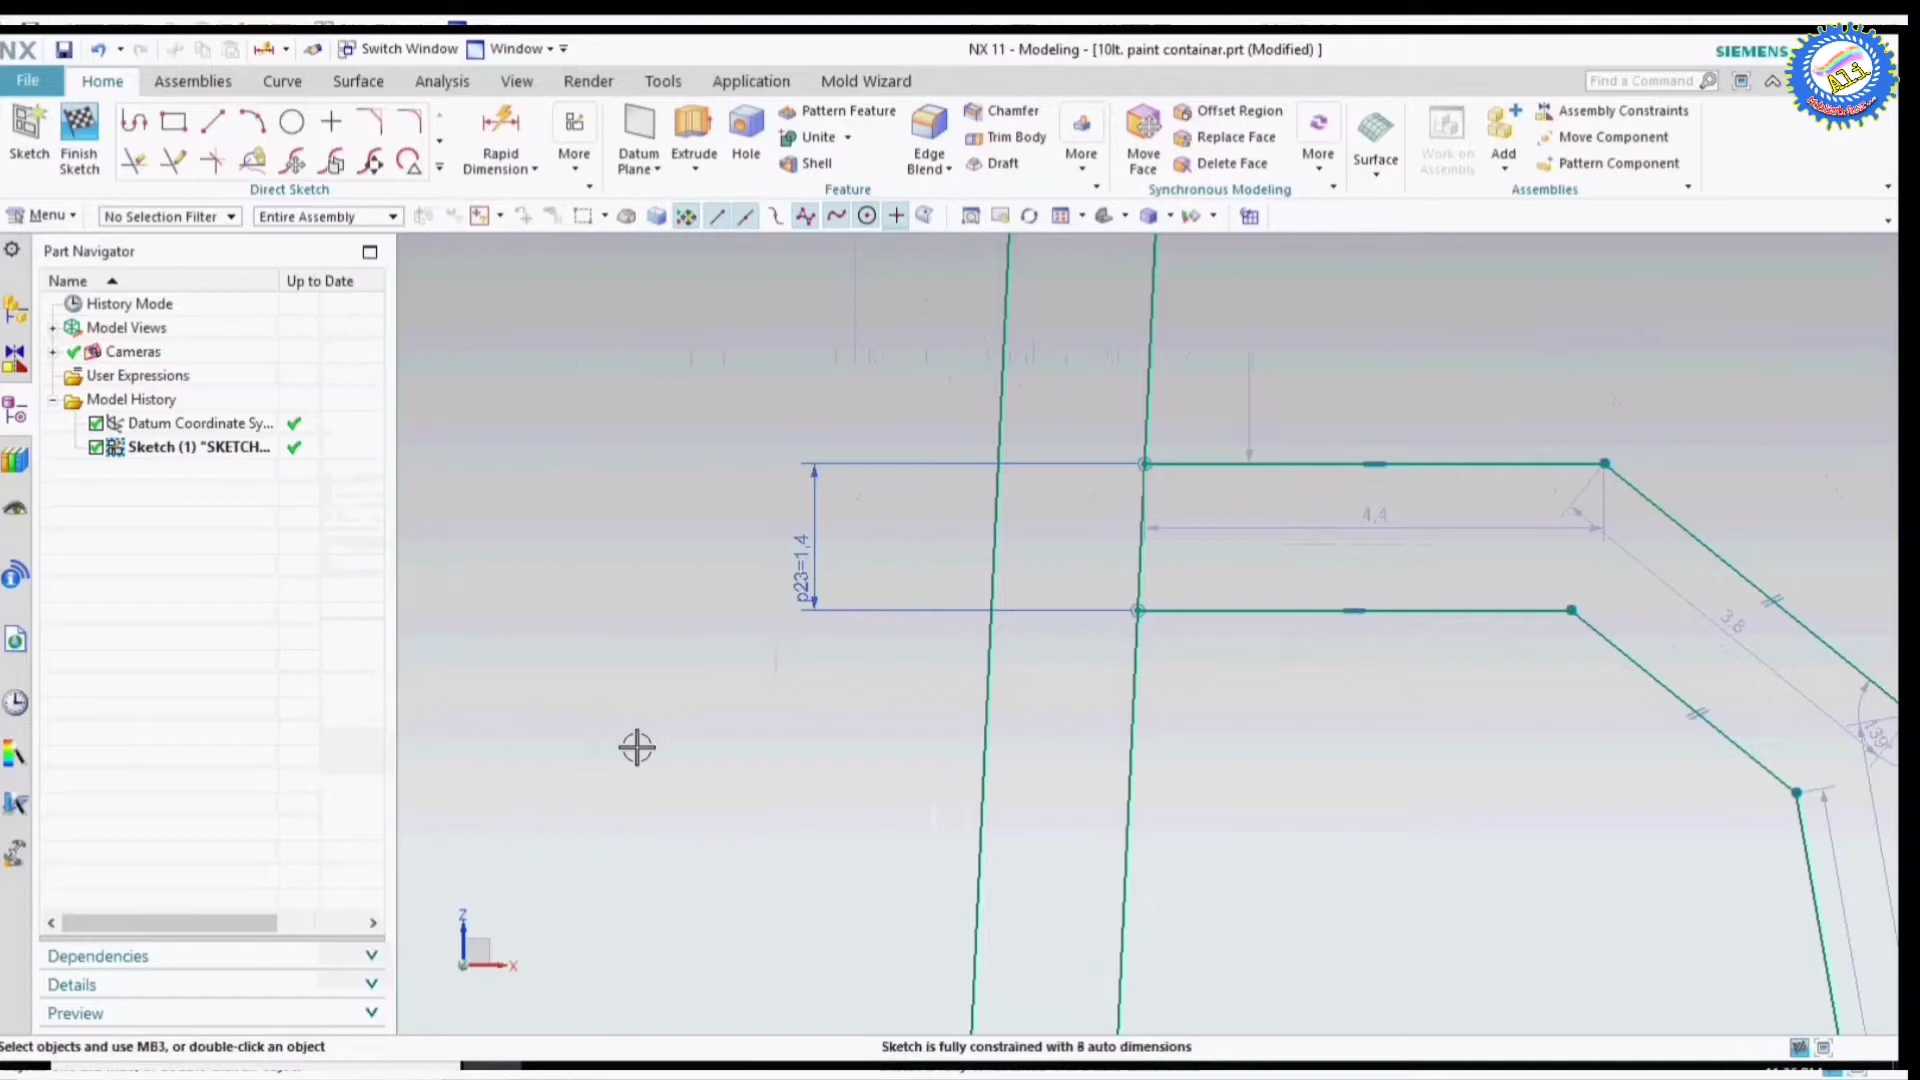 NX Switch Window Window NX 11 - Modeling - [10lt. paint containar.prt (Modified) ] SIEMENS
Ali
File Home Assemblies Curve Surface Analysis View Render Tools Application Mold Wizard Find a Command
Sketch Finish Sketch Rapid Dimension More Datum Plane Extrude Hole Pattern Feature Unite Shell Edge Blend Chamfer Trim Body Draft More Move Face Offset Region Replace Face Delete Face More Surface Work on Assembly Add Assembly Constraints Move Component Pattern Component
Direct Sketch Feature Synchronous Modeling Assemblies
Menu No Selection Filter Entire Assembly
Part Navigator
Name Up to Date
History Mode
Model Views
Cameras
User Expressions
Model History
Datum Coordinate Sy...
Sketch (1) "SKETCH...
4,4
p23=1,4
3,8
139
Z
X
Dependencies
Details
Preview
Select objects and use MB3, or double-click an object Sketch is fully constrained with 8 auto dimensions